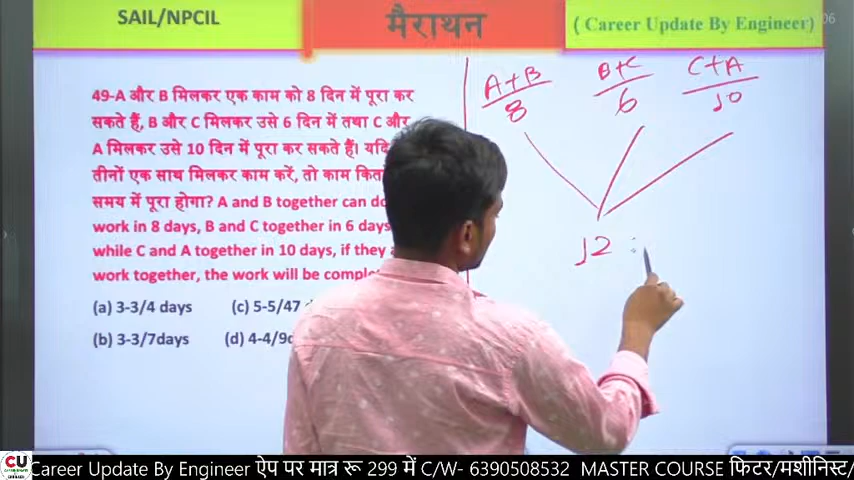 SAIL/NPCIL
मैराथन
( Career Update By Engineer)
06
49-A और B मिलकर एक काम को 8 दिन में पूरा कर
सकते हैं, B और C मिलकर उसे 6 दिन में तथा C और
A मिलकर उसे 10 दिन में पूरा कर सकते हैं। यदि
तीनों एक साथ मिलकर काम करें, तो काम
समय में पूरा होगा? A and B together can do
work in 8 days, B and C together in 6 days
while C and A together in 10 days, if they
work together, the work will be
(a) 3-3/4 days
(c) 5-5/47
(b) 3-3/7days
(d) 4-4/9
A+B
8
B+C
6
C+A
10
12
CU
Career Update By Engineer ऐप पर मात्र रू 299 में C/W- 6390508532 MASTER COURSE फिटर/मशीनिस्ट/